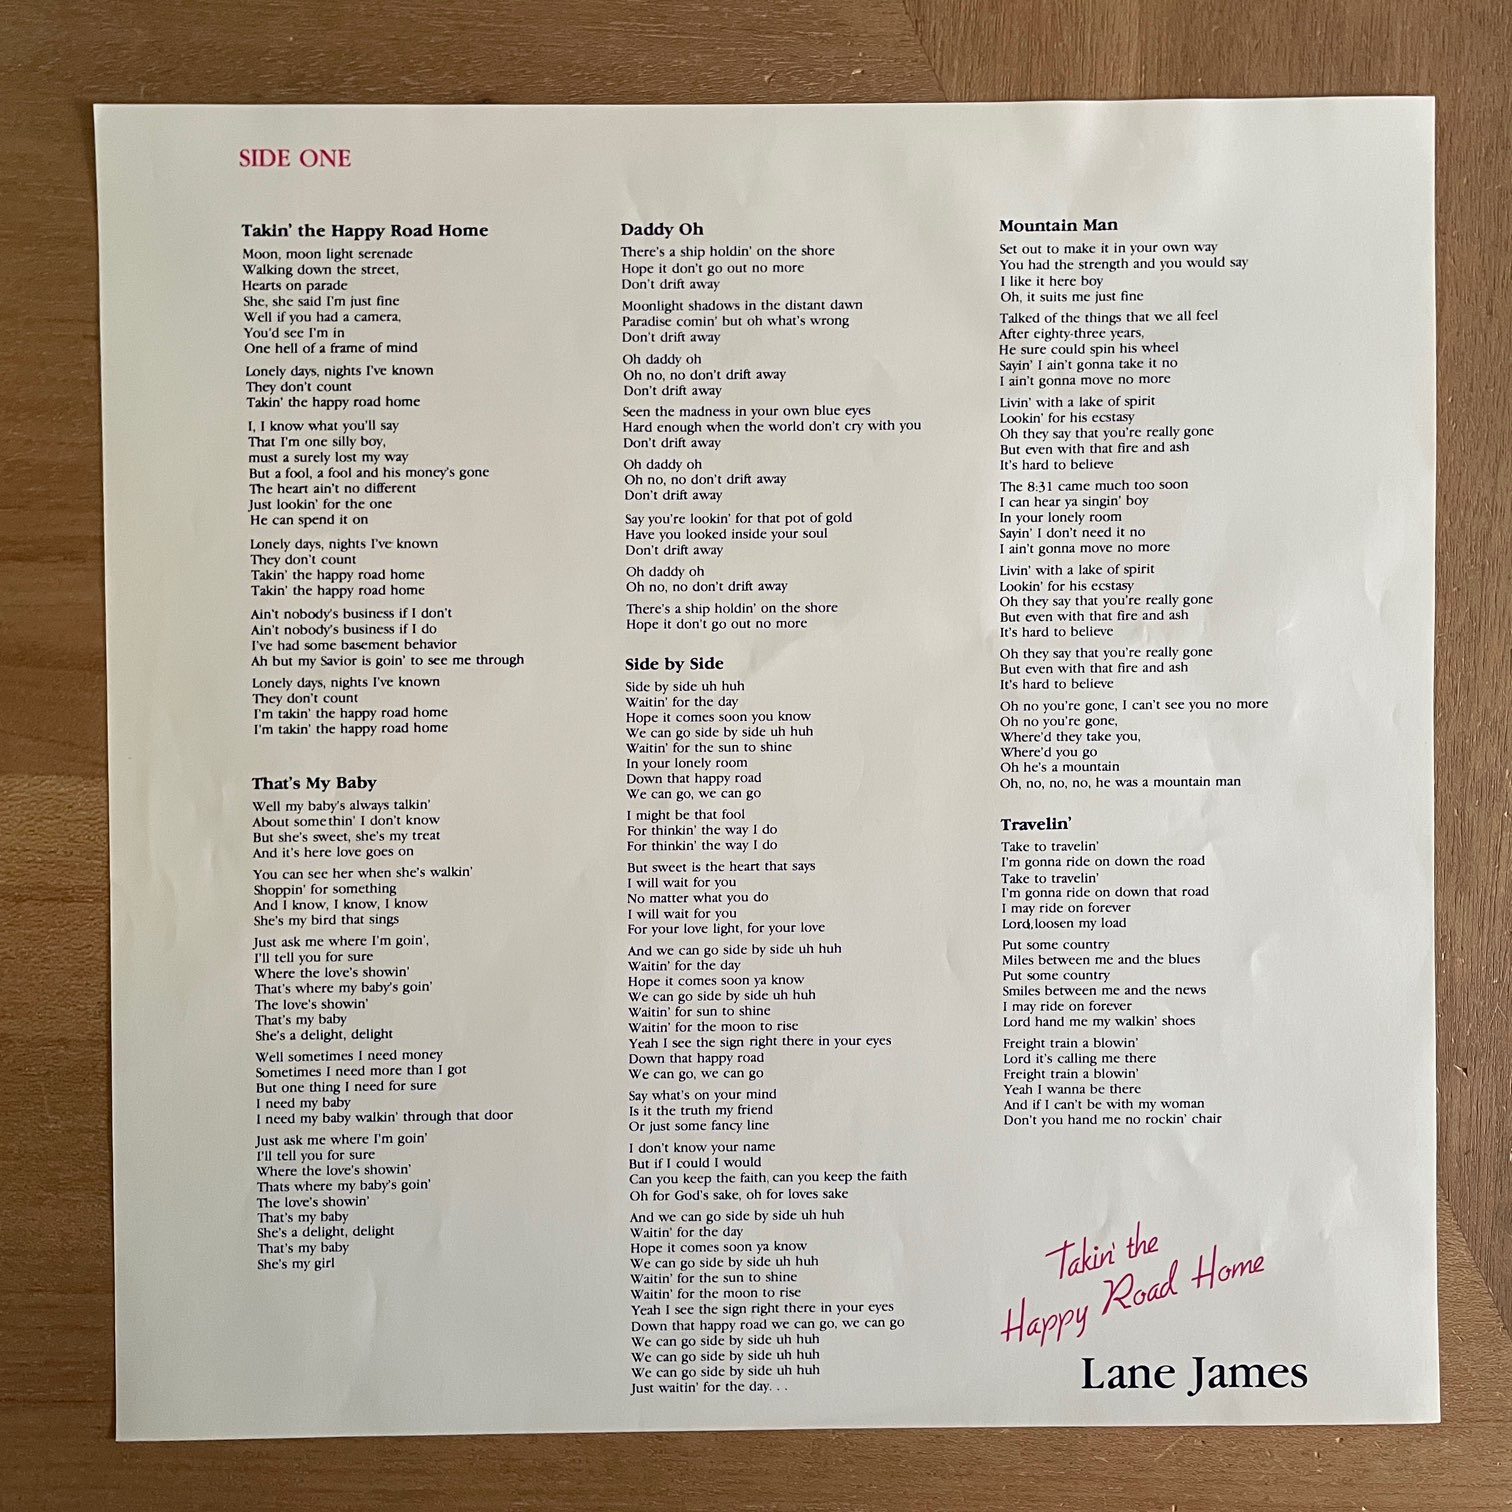 SIDE ONE
Takin' the Happy Road Home
Moon, moon light serenade
Walking down the street,
Hearts on parade
She, she said I'm just fine
Well if you had a camera,
You'd see I'm in
One hell of a frame of mind
Lonely days, nights I've known
They don't count
Takin' the happy road home
I, I know what you'll say
That I'm one silly boy,
must a surely lost my way
But a fool, a fool and his money's gone
The heart ain't no different
Just lookin' for the one
He can spend it on
Lonely days, nights I've known
They don't count
Takin' the happy road home
Takin' the happy road home
Ain't nobody's business if I don't
Ain't nobody's business if I do
I've had some basement behavior
Ah but my Savior is goin' to see me through
Lonely days, nights I've known
They don't count
I'm takin' the happy road home
I'm takin' the happy road home
That's My Baby
Well my baby's always talkin'
About somethin' I don't know
But she's sweet, she's my treat
And it's here love goes on
You can see her when she's walkin'
Shoppin' for something
And I know, I know, I know
She's my bird that sings
Just ask me where I'm goin',
I'll tell you for sure
Where the love's showin'
That's where my baby's goin'
The love's showin'
That's my baby
She's a delight, delight
Well sometimes I need money
Sometimes I need more than I got
But one thing I need for sure
I need my baby
I need my baby walkin' through that door
Just ask me where I'm goin'
I'll tell you for sure
Where the love's showin'
Thats where my baby's goin'
The love's showin'
That's my baby
She's a delight, delight
That's my baby
She's my girl
Daddy Oh
There's a ship holdin' on the shore
Hope it don't go out no more
Don't drift away
Moonlight shadows in the distant dawn
Paradise comin' but oh what's wrong
Don't drift away
Oh daddy oh
Oh no, no don't drift away
Don't drift away
Seen the madness in your own blue eyes
Hard enough when the world don't cry with you
Don't drift away
Oh daddy oh
Oh no, no don't drift away
Don't drift away
Say you're lookin' for that pot of gold
Have you looked inside your soul
Don't drift away
Oh daddy oh
Oh no, no don't drift away
There's a ship holdin' on the shore
Hope it don't go out no more
Side by Side
Side by side uh huh
Waitin' for the day
Hope it comes soon you know
We can go side by side uh huh
Waitin' for the sun to shine
In your lonely room
Down that happy road
We can go, we can go
I might be that fool
For thinkin' the way I do
For thinkin' the way I do
But sweet is the heart that says
I will wait for you
No matter what you do
I will wait for you
For your love light, for your love
And we can go side by side uh huh
Waitin' for the day
Hope it comes soon ya know
We can go side by side uh huh
Waitin' for sun to shine
Waitin' for the moon to rise
Yeah I see the sign right there in your eyes
Down that happy road
We can go, we can go
Say what's on your mind
Is it the truth my friend
Or just some fancy line
I don't know your name
But if I could I would
Can you keep the faith, can you keep the faith
Oh for God's sake, oh for loves sake
And we can go side by side uh huh
Waitin' for the day
Hope it comes soon ya know
We can go side by side uh huh
Waitin' for the sun to shine
Waitin' for the moon to rise
Yeah I see the sign right there in your eyes
Down that happy road we can go, we can go
We can go side by side uh huh
We can go side by side uh huh
We can go side by side uh huh
Just waitin' for the day. . .
Mountain Man
Set out to make it in your own way
You had the strength and you would say
I like it here boy
Oh, it suits me just fine
Talked of the things that we all feel
After eighty-three years,
He sure could spin his wheel
Sayin' I ain't gonna take it no
I ain't gonna move no more
Livin' with a lake of spirit
Lookin' for his ecstasy
Oh they say that you're really gone
But even with that fire and ash
It's hard to believe
The 8:31 came much too soon
I can hear ya singin' boy
In your lonely room
Sayin' I don't need it no
I ain't gonna move no more
Livin' with a lake of spirit
Lookin' for his ecstasy
Oh they say that you're really gone
But even with that fire and ash
It's hard to believe
Oh they say that you're really gone
But even with that fire and ash
It's hard to believe
Oh no you're gone, I can't see you no more
Oh no you're gone,
Where'd they take you,
Where'd you go
Oh he's a mountain
Oh, no, no, no, he was a mountain man
Travelin'
Take to travelin'
I'm gonna ride on down the road
Take to travelin'
I'm gonna ride on down that road
I may ride on forever
Lord, loosen my load
Put some country
Miles between me and the blues
Put some country
Smiles between me and the news
I may ride on forever
Lord hand me my walkin' shoes
Freight train a blowin'
Lord it's calling me there
Freight train a blowin'
Yeah I wanna be there
And if I can't be with my woman
Don't you hand me no rockin' chair
Takin' the
Happy Road Home
Lane James